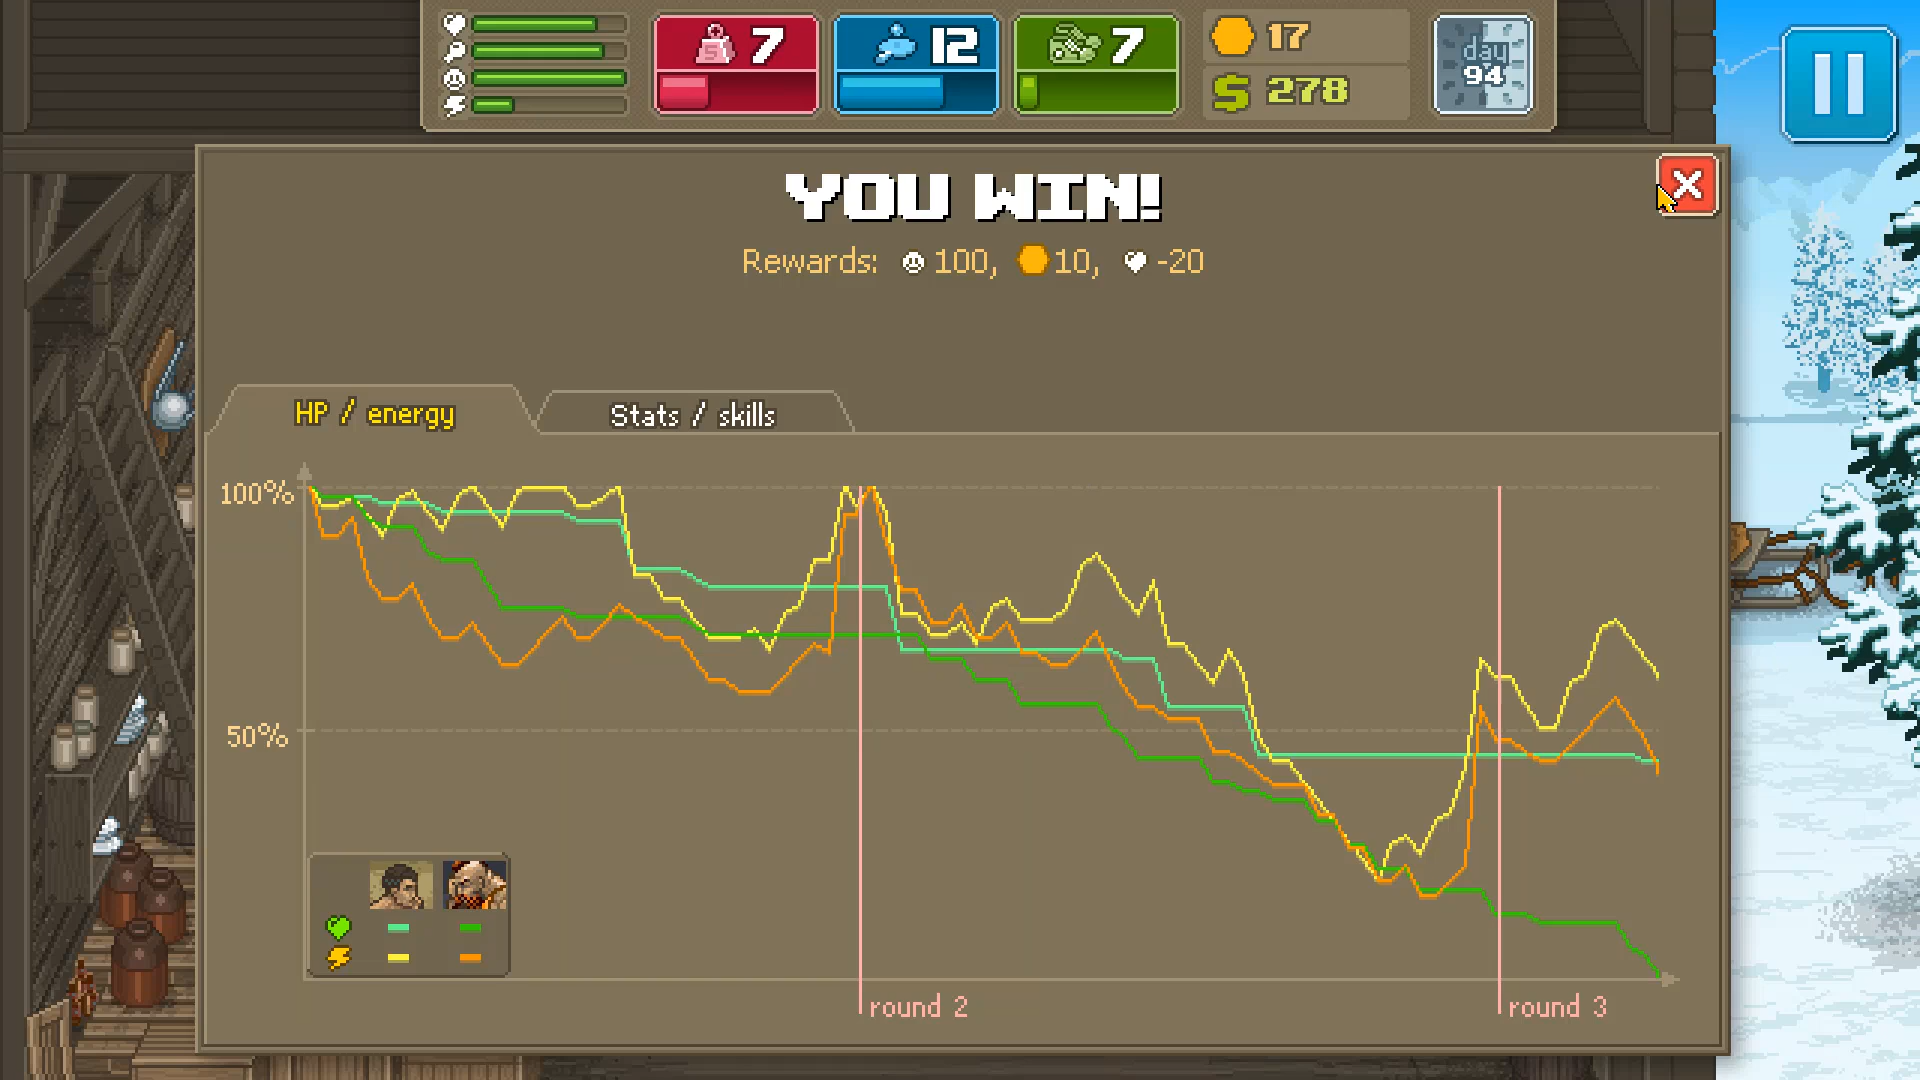 7
12
7
17
278
day
94
YOU WIN!
Rewards: 100, 10, -20
HP / energy
Stats / skills
100%
50%
round 2
round 3